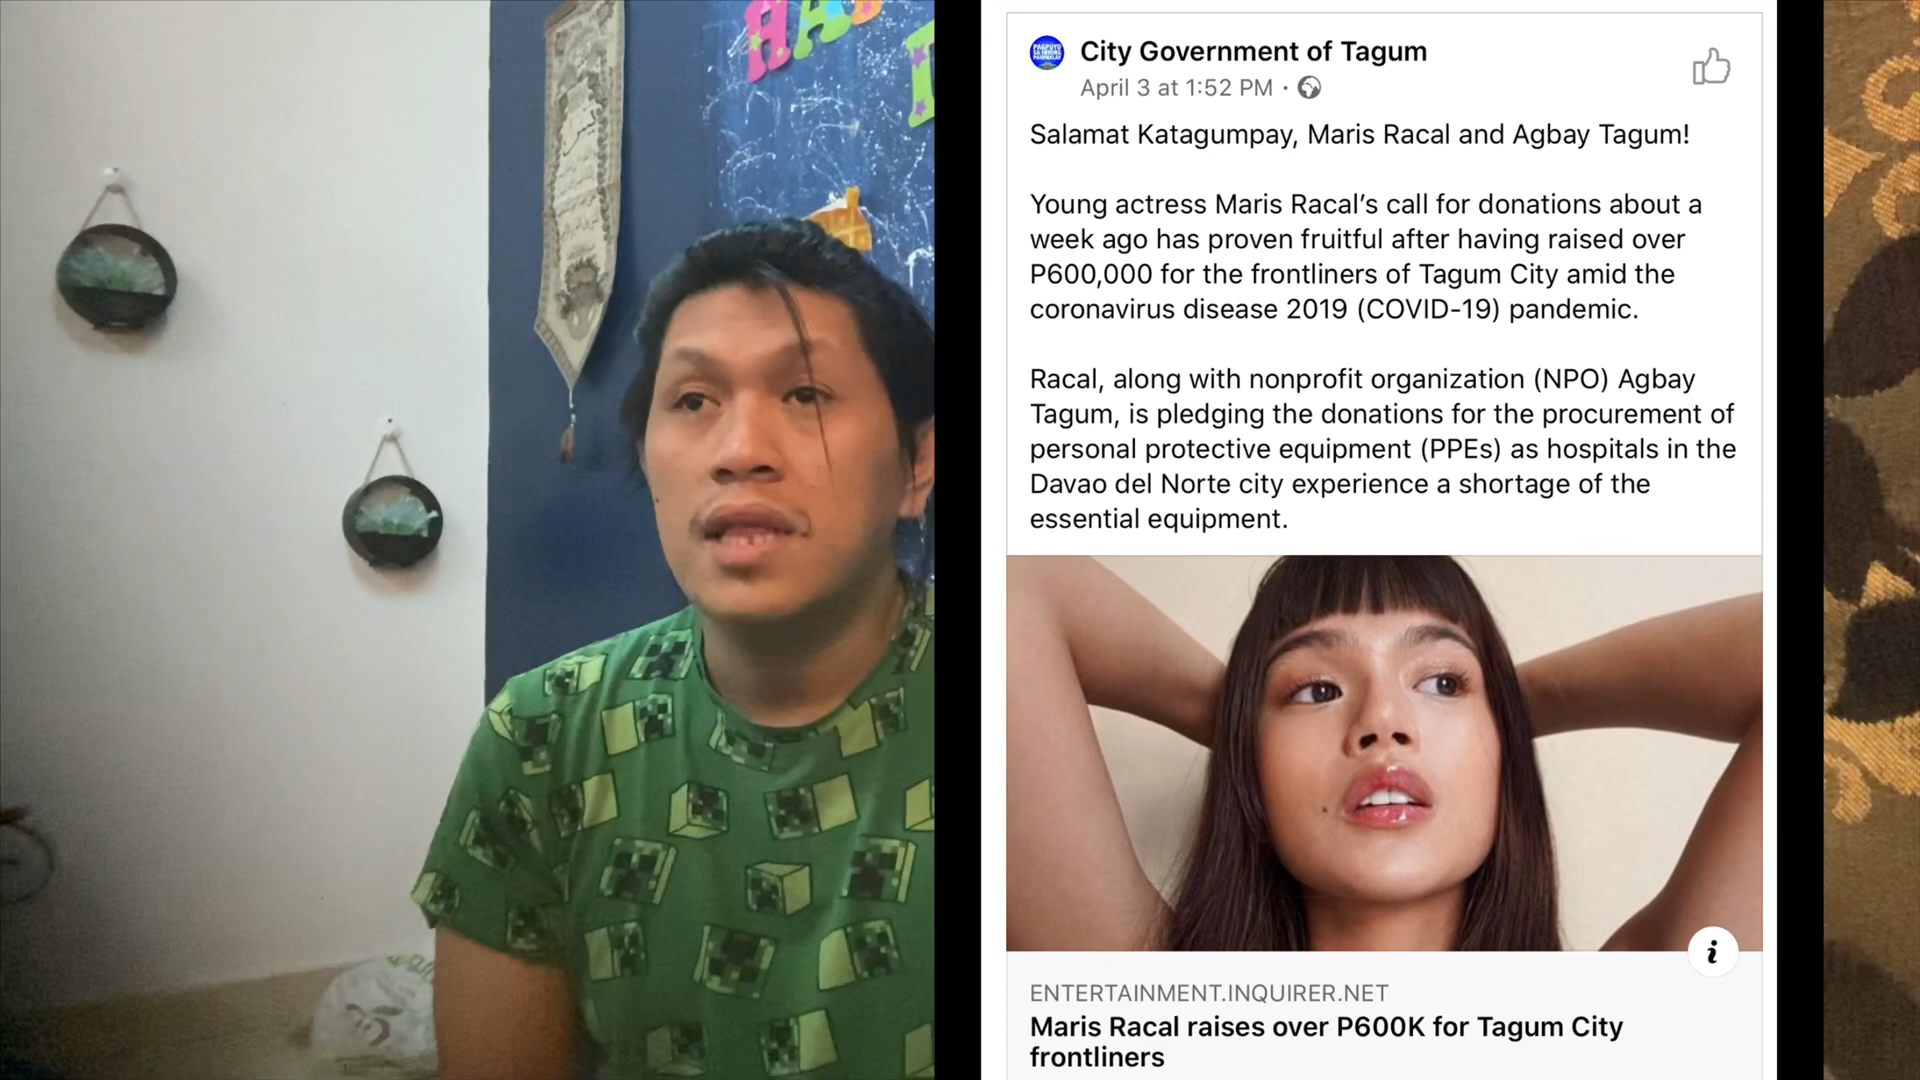 HA
City Government of Tagum
April 3 at 1:52 PM ·
Salamat Katagumpay, Maris Racal and Agbay Tagum!
Young actress Maris Racal's call for donations about a
week ago has proven fruitful after having raised over
P600,000 for the frontliners of Tagum City amid the
coronavirus disease 2019 (COVID-19) pandemic.
Racal, along with nonprofit organization (NPO) Agbay
Tagum, is pledging the donations for the procurement of
personal protective equipment (PPEs) as hospitals in the
Davao del Norte city experience a shortage of the
essential equipment.
i
ENTERTAINMENT.INQUIRER.NET
Maris Racal raises over P600K for Tagum City
frontliners